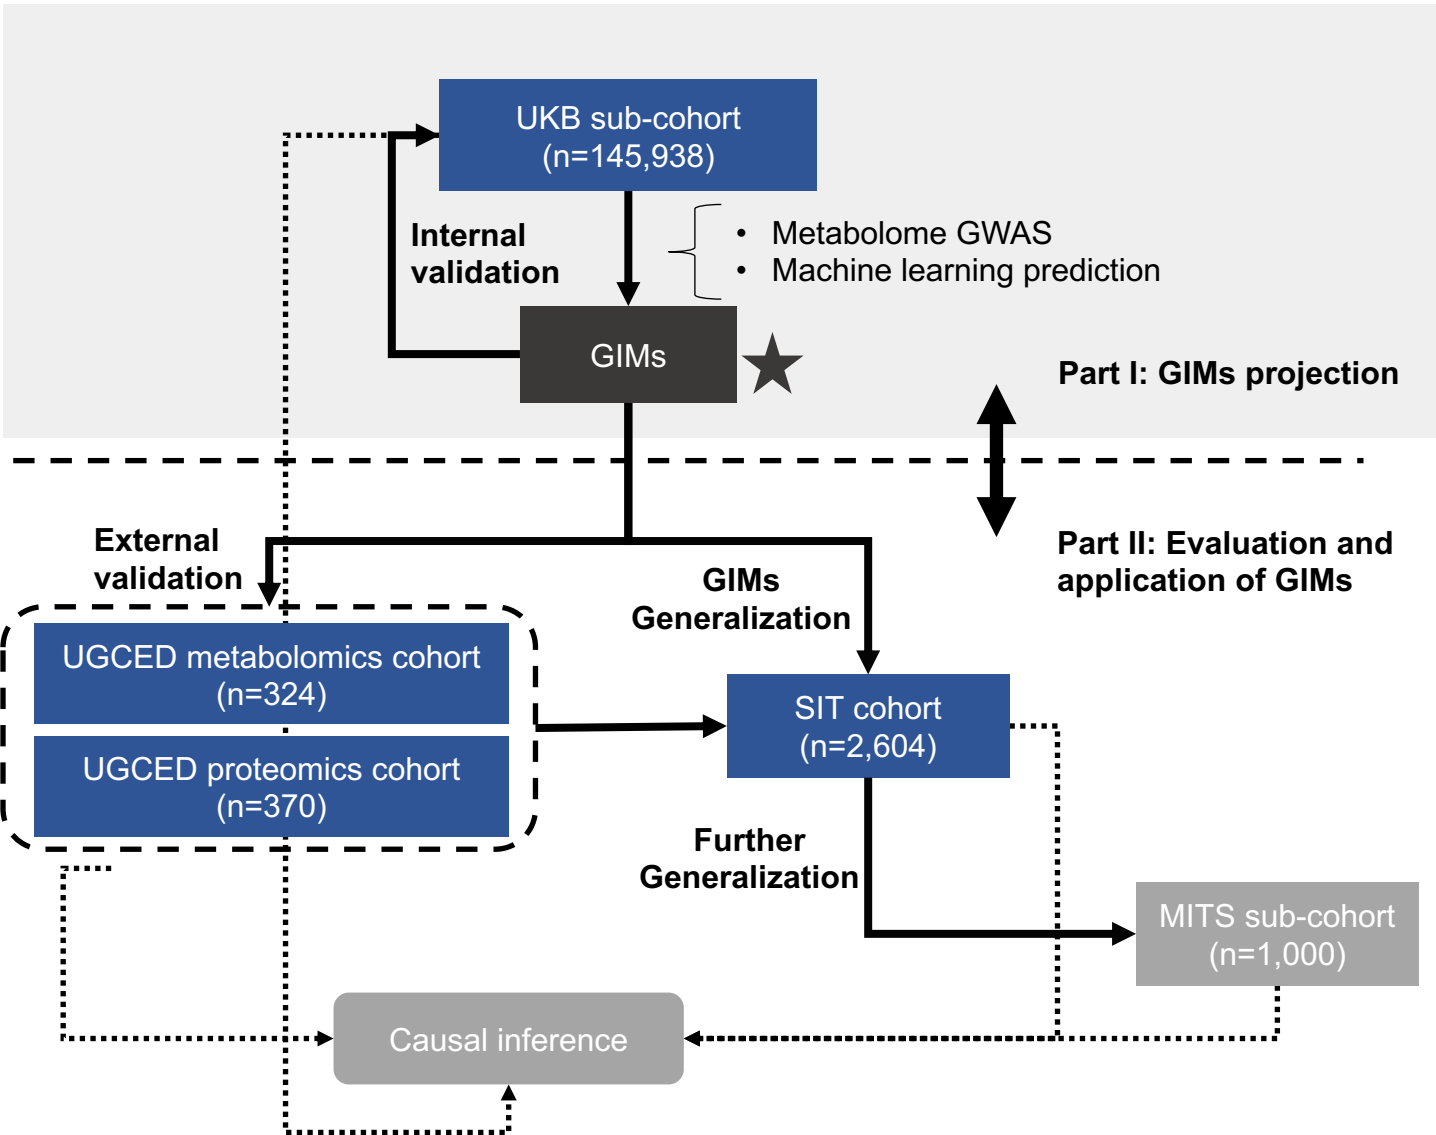 UKB sub-cohort
(n=145,938)
Internal
validation
• Metabolome GWAS
• Machine learning prediction
GIMs
Part I: GIMs projection
External
validation
Part II: Evaluation and
application of GIMs
GIMs
Generalization
UGCED metabolomics cohort
(n=324)
SIT cohort
(n=2,604)
UGCED proteomics cohort
(n=370)
Further
Generalization
MITS sub-cohort
(n=1,000)
Causal inference